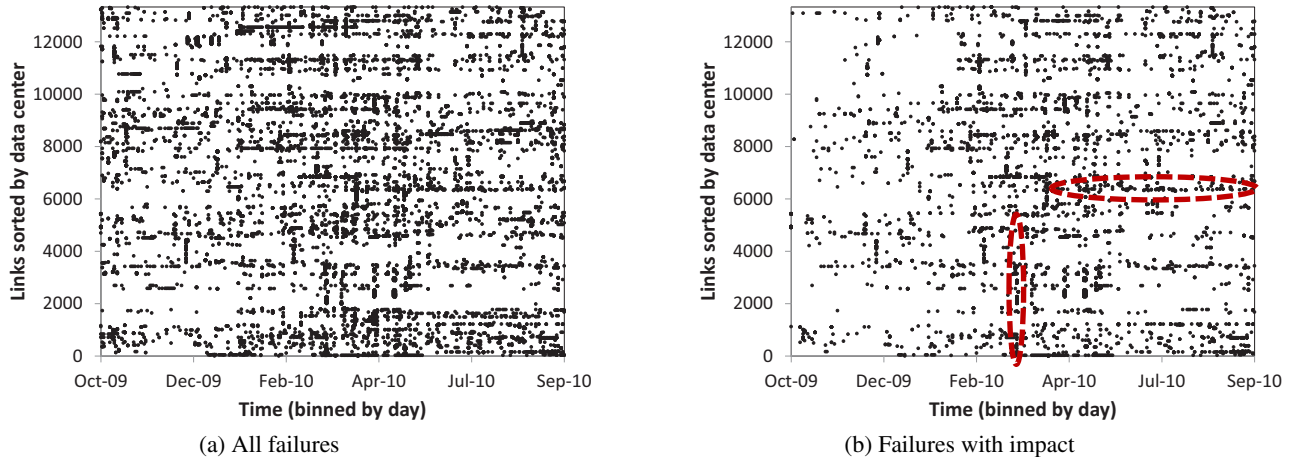 12000
10000
8000
6000
4000
2000
0
Links sorted by data center
Oct-09 Dec-09 Feb-10 Apr-10 Jul-10 Sep-10
Time (binned by day)
(a) All failures
12000
10000
8000
6000
4000
2000
0
Links sorted by data center
Oct-09 Dec-09 Feb-10 Apr-10 Jul-10 Sep-10
Time (binned by day)
(b) Failures with impact